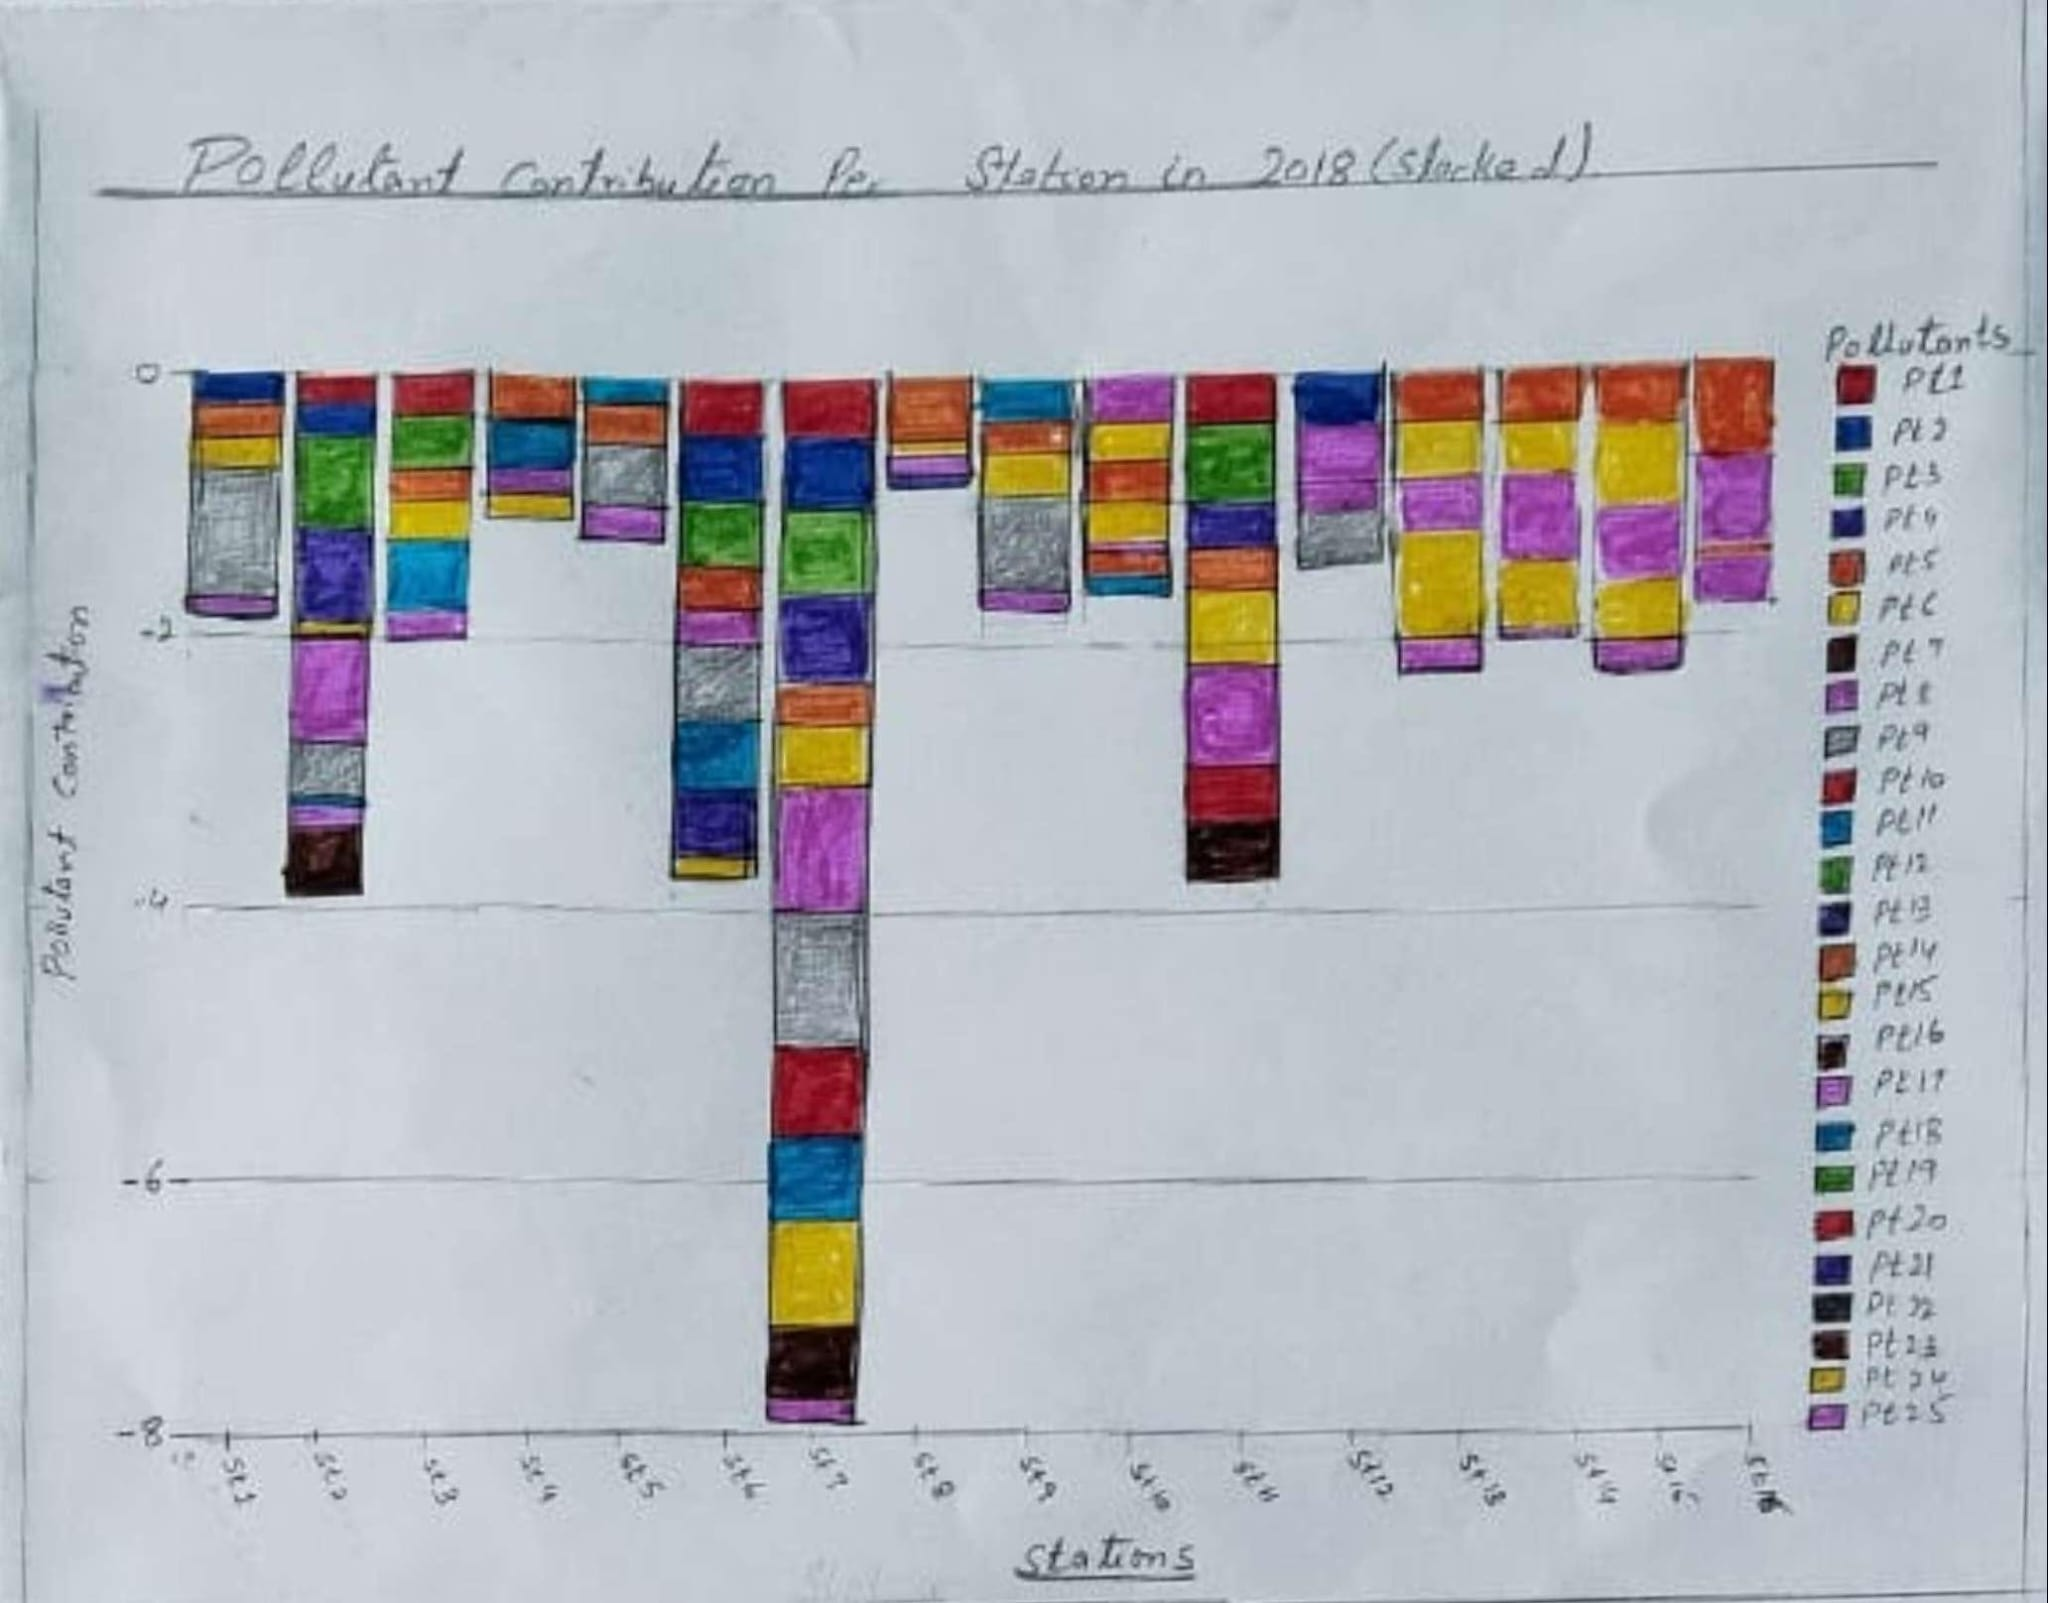 Pollutant Contribution Per Station in 2018 (Stacked)
Pollutants
0
Pt1
Pt2
Pt3
Pt4
Pt5
Pt6
-2
Pt7
Pt8
Pt9
Pt10
Pt11
Pt12
-4
Pt13
Pt14
Pt15
Pt16
Pt17
Pt18
-6
Pt19
Pt20
Pt21
Pt22
Pt23
Pt24
Pt25
-8
Pollutant Contribution
St1 St2 St3 St4 St5 St6 St7 St8 St9 St10 St11 St12 St13 St14 St15 St16
Stations